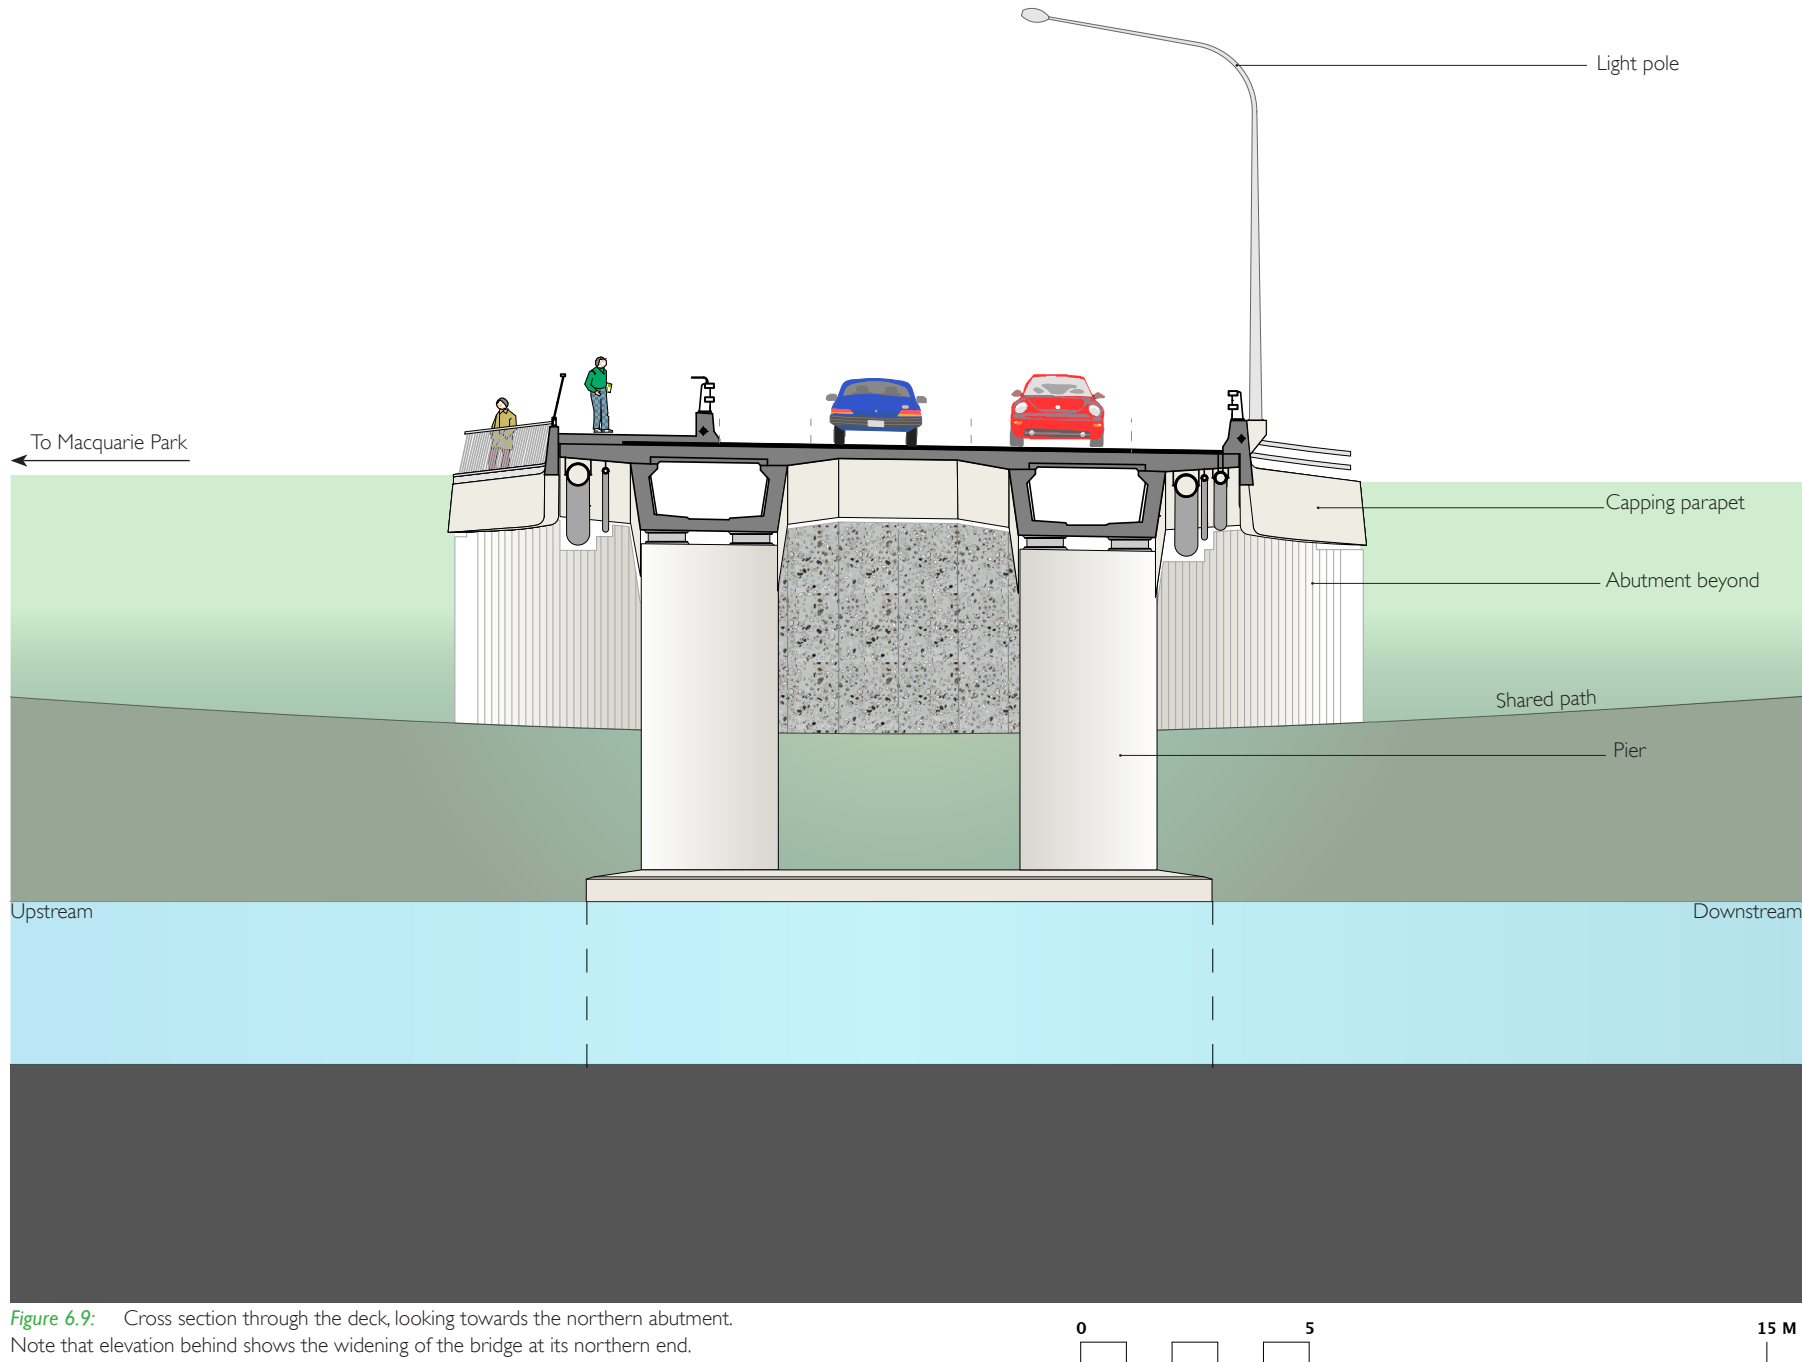 Light pole
To Macquarie Park
Capping parapet
Abutment beyond
Shared path
Pier
Upstream
Downstream
Figure 6.9: Cross section through the deck, looking towards the northern abutment.
Note that elevation behind shows the widening of the bridge at its northern end.
0 5 15 M